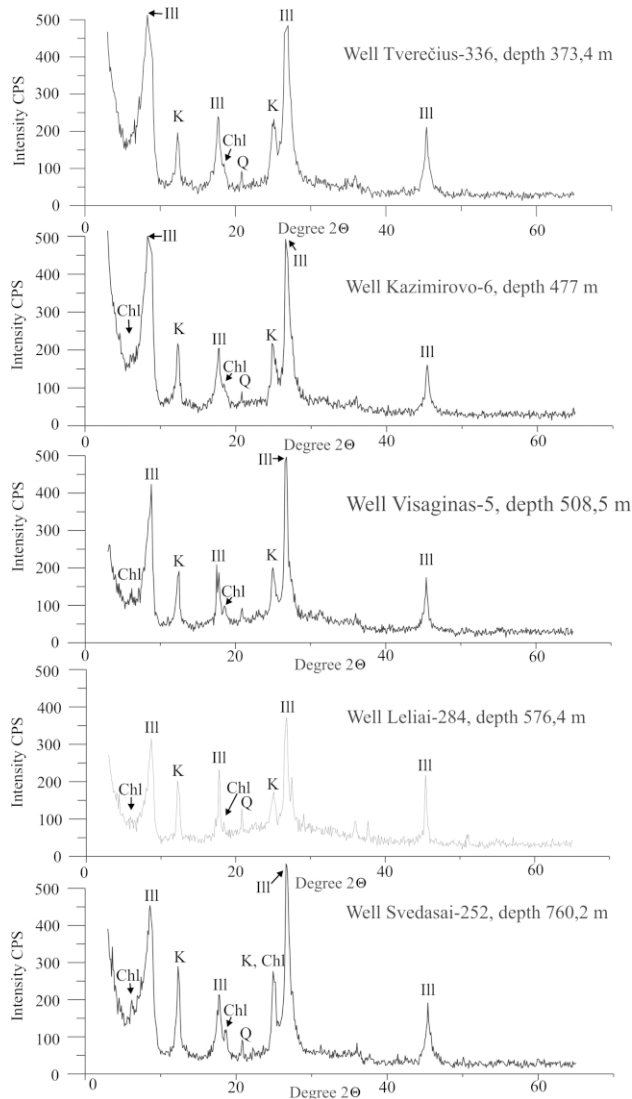 500
400
300
200
100
0
Intensity CPS
Ill
K
Ill
Chl
Q
K
Ill
Ill
Well Tverečius-336, depth 373,4 m
0
20
40
60
Degree 2Θ
500
400
300
200
100
0
Intensity CPS
Chl
Ill
K
Ill
Chl
Q
K
Ill
Ill
Well Kazimirovo-6, depth 477 m
0
20
40
60
Degree 2Θ
500
400
300
200
100
0
Intensity CPS
Chl
Ill
K
Ill
Chl
K
Ill
Ill
Well Visaginas-5, depth 508,5 m
0
20
40
60
Degree 2Θ
500
400
300
200
100
0
Intensity CPS
Chl
Ill
K
Ill
Chl
Q
K
Ill
Ill
Well Leliai-284, depth 576,4 m
0
20
40
60
Degree 2Θ
500
400
300
200
100
0
Intensity CPS
Chl
Ill
K
Ill
Chl
Q
K, Chl
Ill
Ill
Well Svedasai-252, depth 760,2 m
0
20
40
60
Degree 2Θ